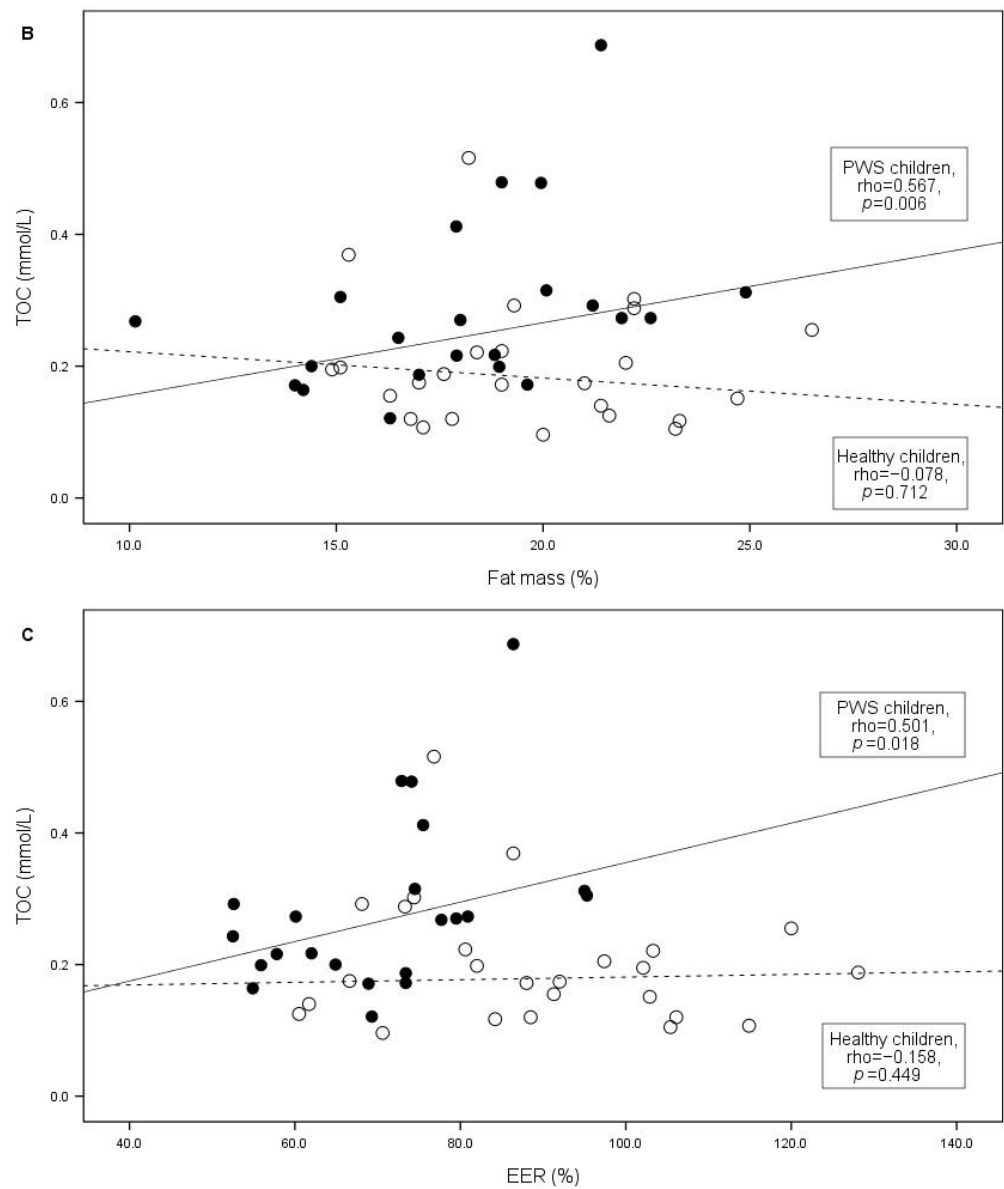 B
TOC (mmol/L)
0.6
0.4
0.2
0.0
PWS children,
rho=0.567,
p=0.006
Healthy children,
rho=−0.078,
p=0.712
10.0 15.0 20.0 25.0 30.0
Fat mass (%)
C
TOC (mmol/L)
0.6
0.4
0.2
0.0
PWS children,
rho=0.501,
p=0.018
Healthy children,
rho=−0.158,
p=0.449
40.0 60.0 80.0 100.0 120.0 140.0
EER (%)